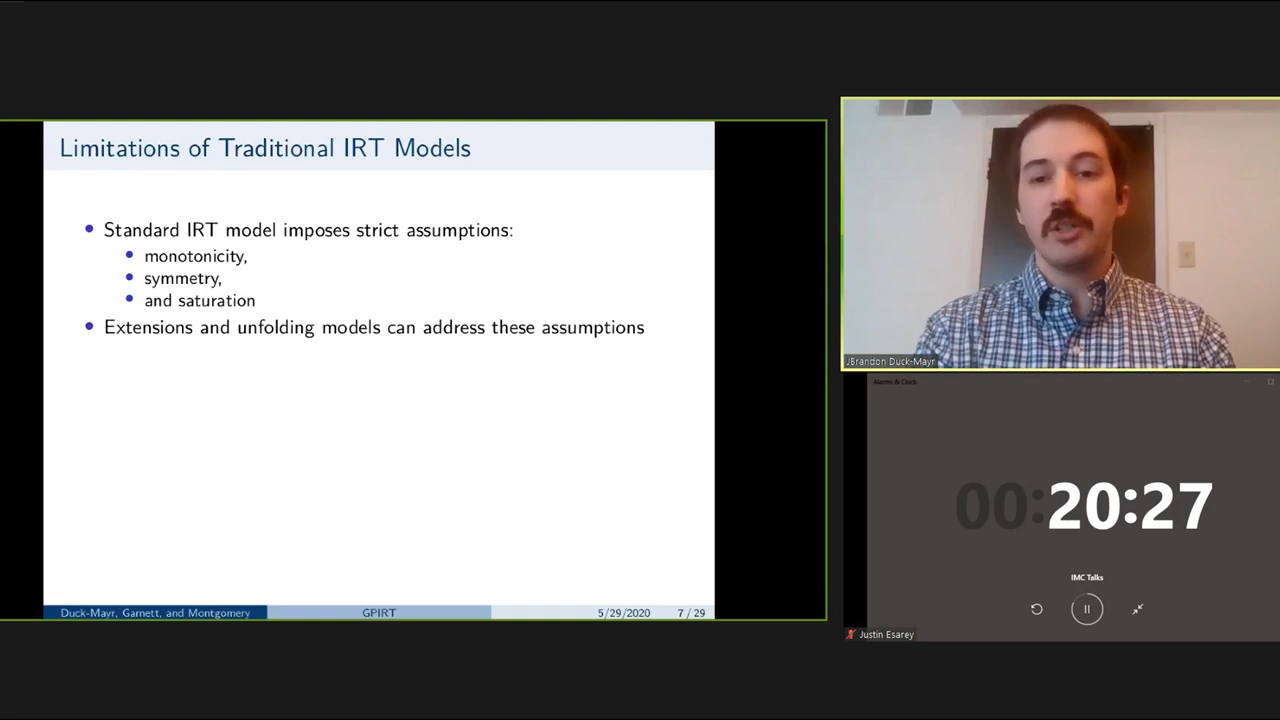 Limitations of Traditional IRT Models
Standard IRT model imposes strict assumptions:
monotonicity,
symmetry,
and saturation
Extensions and unfolding models can address these assumptions
Duck-Mayr, Garnett, and Montgomery
GPIRT
5/29/2020
7 / 29
JBrandon Duck-Mayr
Alarms & Clock
00:20:27
IMC Talks
Justin Esarey